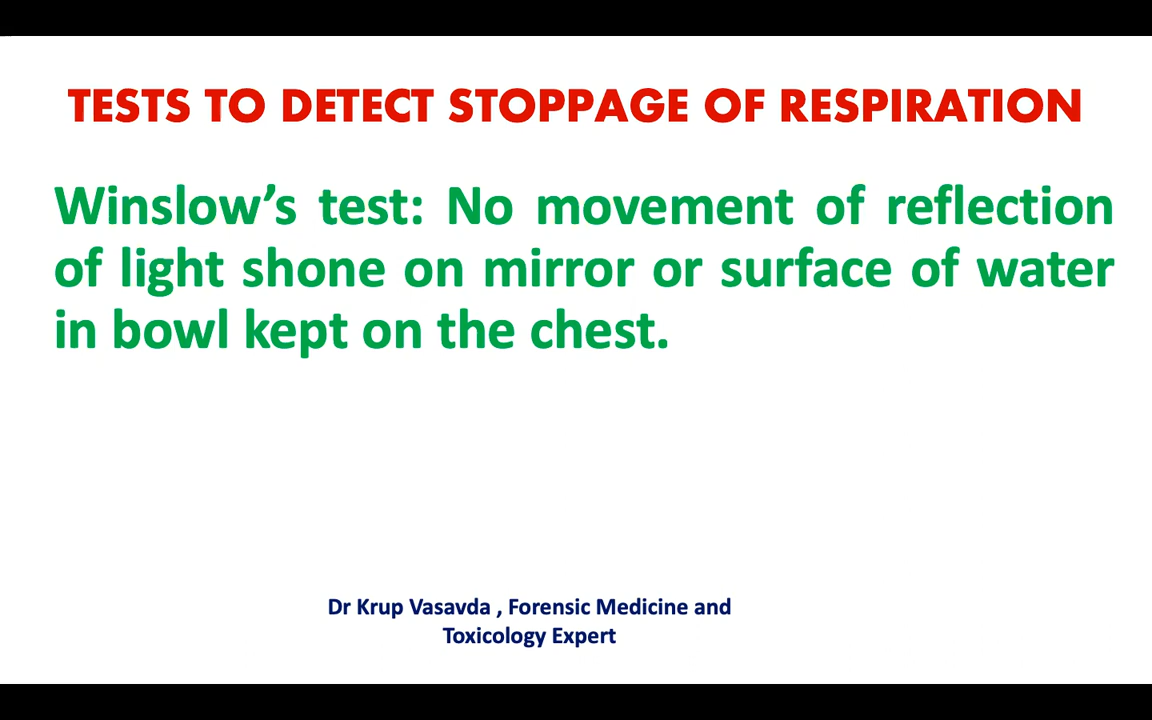 TESTS TO DETECT STOPPAGE OF RESPIRATION
Winslow’s test: No movement of reflection
of light shone on mirror or surface of water
in bowl kept on the chest.
Dr Krup Vasavda , Forensic Medicine and
Toxicology Expert